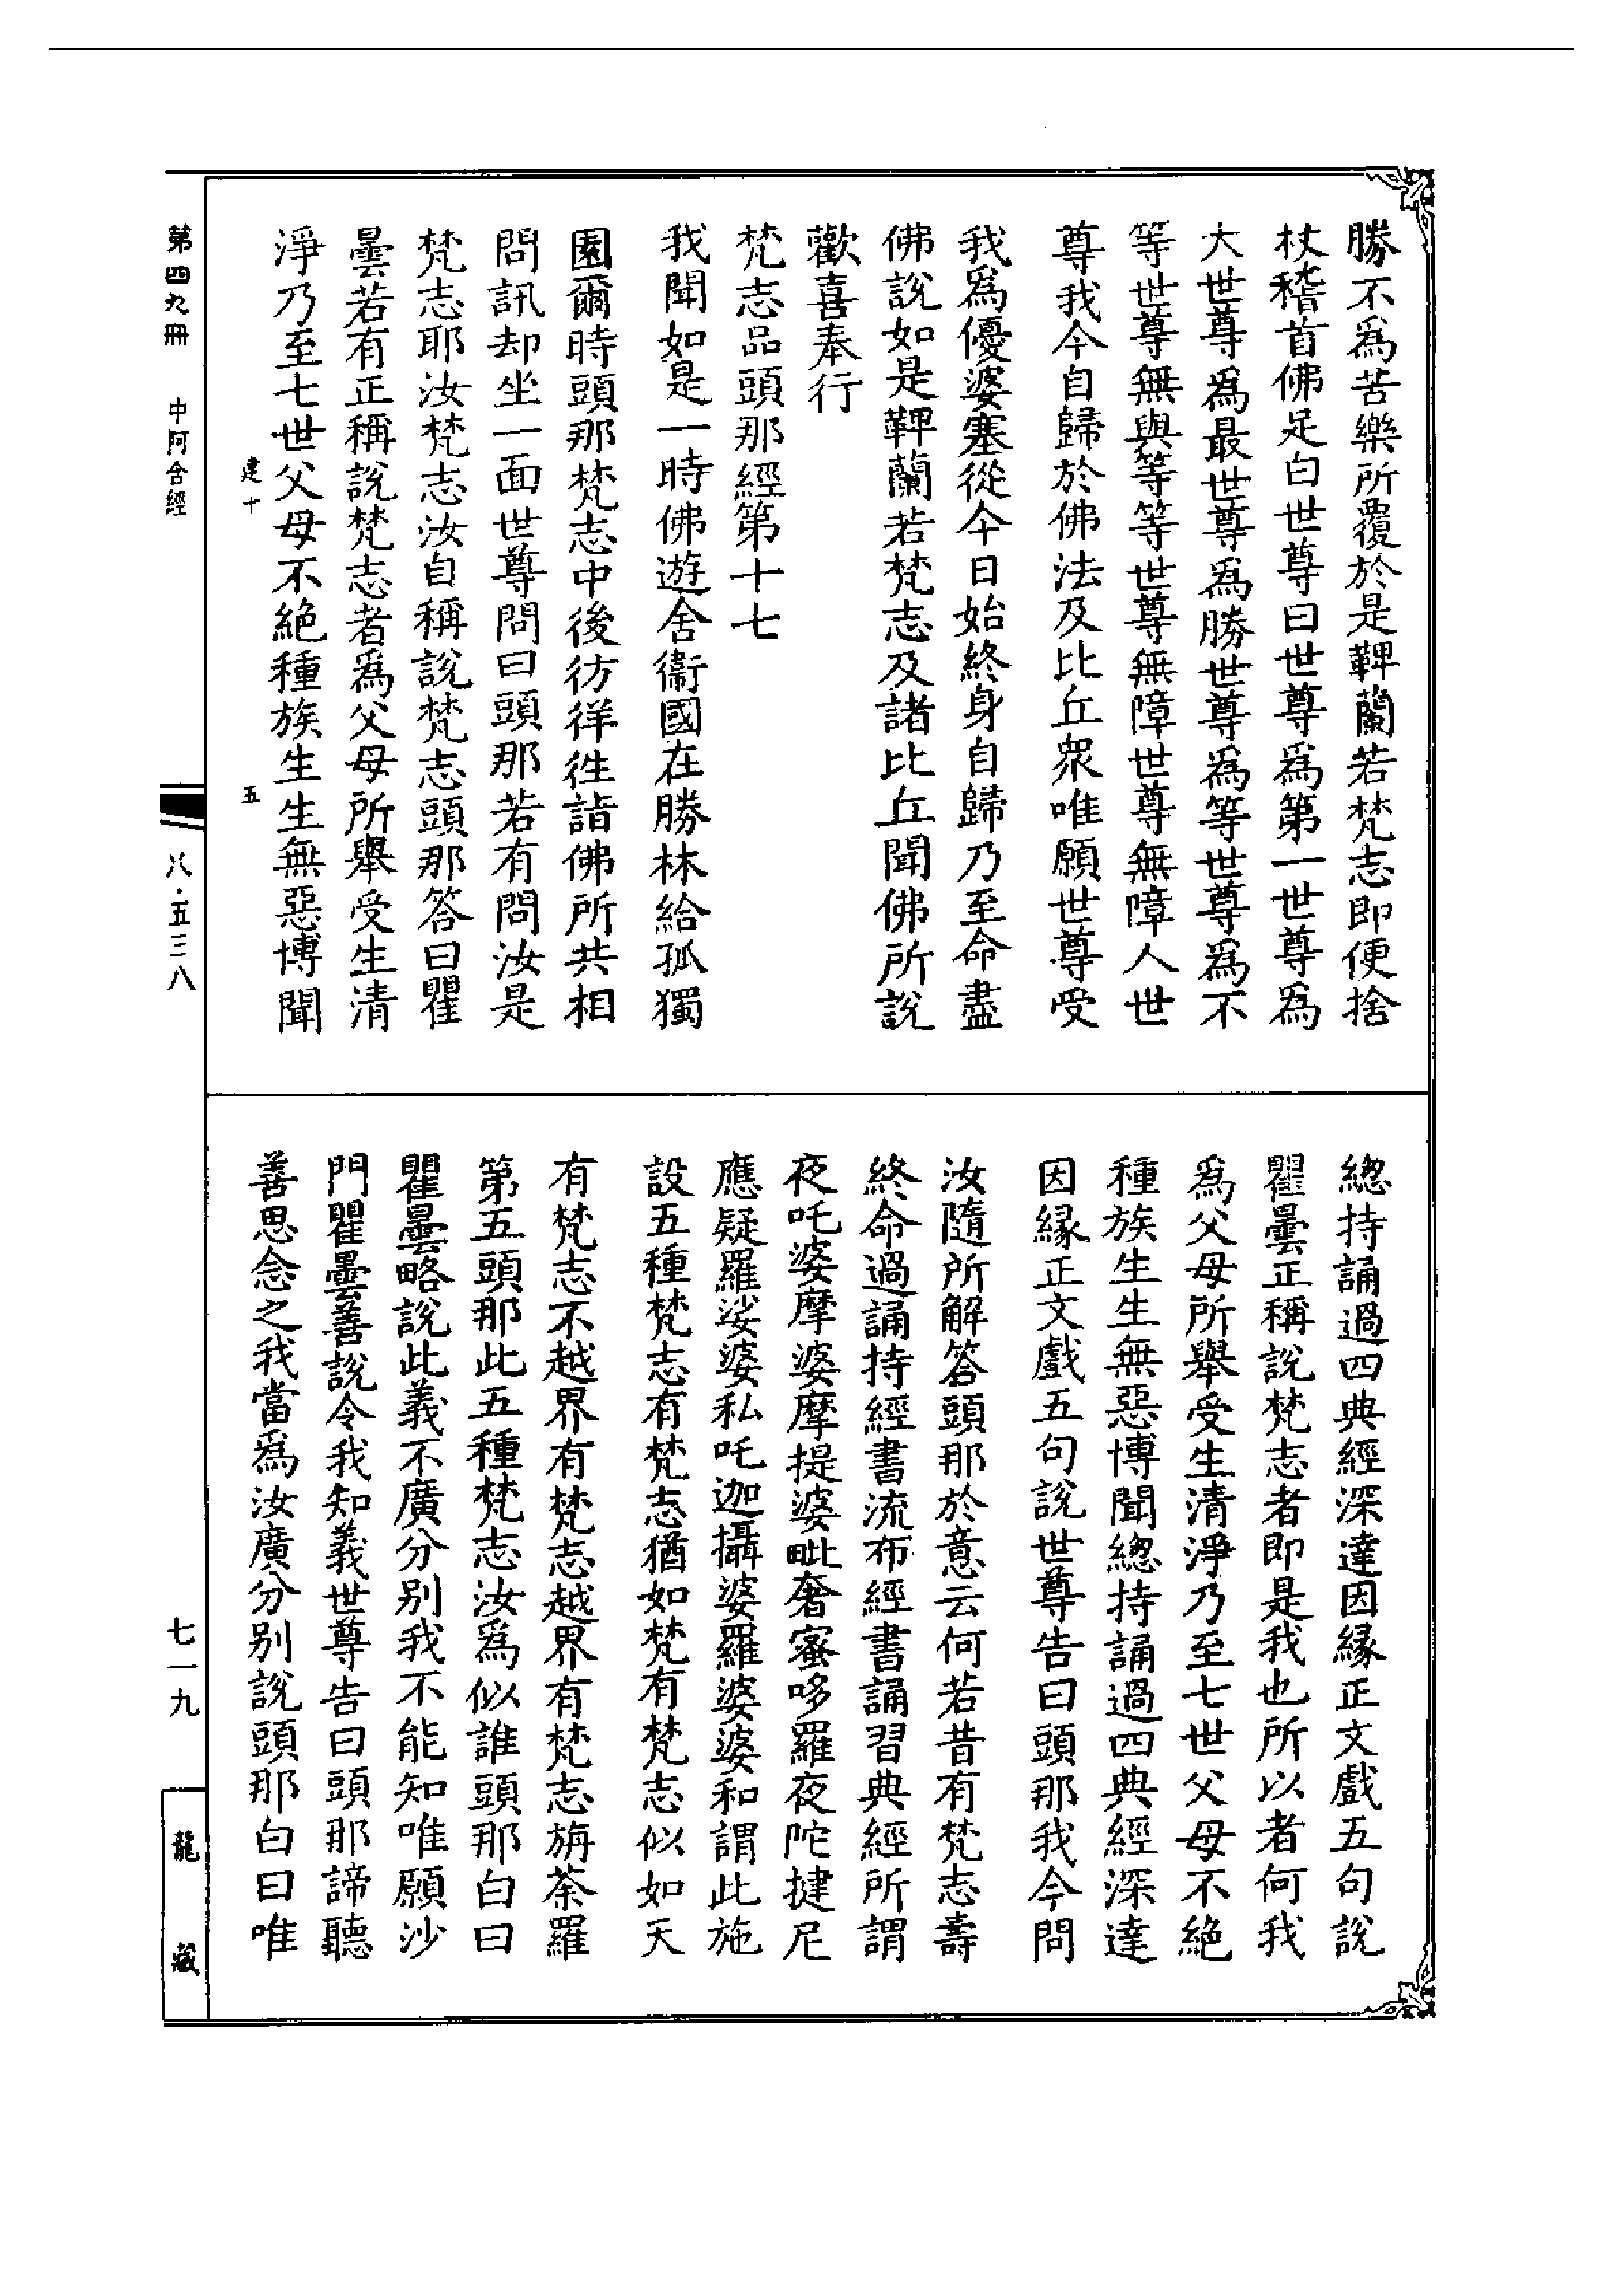 勝不爲苦樂所覆於是鞞蘭若梵志即便捨
杖稽首佛足白世尊曰世尊爲第一世尊爲
大世尊爲最世尊爲勝世尊爲等世尊爲不
等世尊無與等等世尊無障世尊無障人世
尊我今自歸於佛法及比丘衆唯願世尊受
我爲優婆塞從今日始終身自歸乃至命盡
佛說如是鞞蘭若梵志及諸比丘聞佛所說
歡喜奉行
梵志品頭那經第十七
我聞如是一時佛遊舍衞國在勝林給孤獨
園爾時頭那梵志中後彷徉徃詣佛所共相
問訊却坐一面世尊問曰頭那若有問汝是
梵志耶汝梵志汝自稱說梵志頭那答曰瞿
曇若有正稱說梵志者爲父母所舉受生清
淨乃至七世父母不絶種族生生無惡博聞
建十 五
總持誦過四典經深達因緣正文戲五句說
瞿曇正稱說梵志者即是我也所以者何我
爲父母所舉受生清淨乃至七世父母不絶
種族生生無惡博聞總持誦過四典經深達
因緣正文戲五句說世尊告曰頭那我今問
汝隨所解答頭那於意云何若昔有梵志壽
終命過誦持經書流布經書誦習典經所謂
夜吒婆摩婆摩提婆毗奢蜜哆羅夜陀揵尼
應疑羅娑婆私吒迦攝婆羅婆婆和謂此施
設五種梵志有梵志猶如梵有梵志似如天
有梵志不越界有梵志越界有梵志旃荼羅
第五頭那此五種梵志汝爲似誰頭那白曰
瞿曇略說此義不廣分别我不能知唯願沙
門瞿曇善說令我知義世尊告曰頭那諦聽
善思念之我當爲汝廣分别說頭那白曰唯
第四九冊 中阿含經
八·五三八
七一九
龍藏